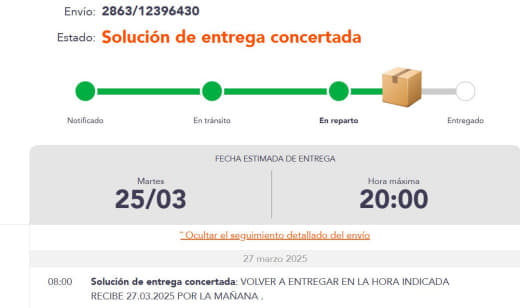 Envío: 2863/12396430
Estado: Solución de entrega concertada
Notificado En tránsito En reparto Entregado
FECHA ESTIMADA DE ENTREGA
Martes Hora máxima
25/03 20:00
ˆ Ocultar el seguimiento detallado del envío
27 marzo 2025
08:00 Solución de entrega concertada: VOLVER A ENTREGAR EN LA HORA INDICADA
RECIBE 27.03.2025 POR LA MAÑANA .